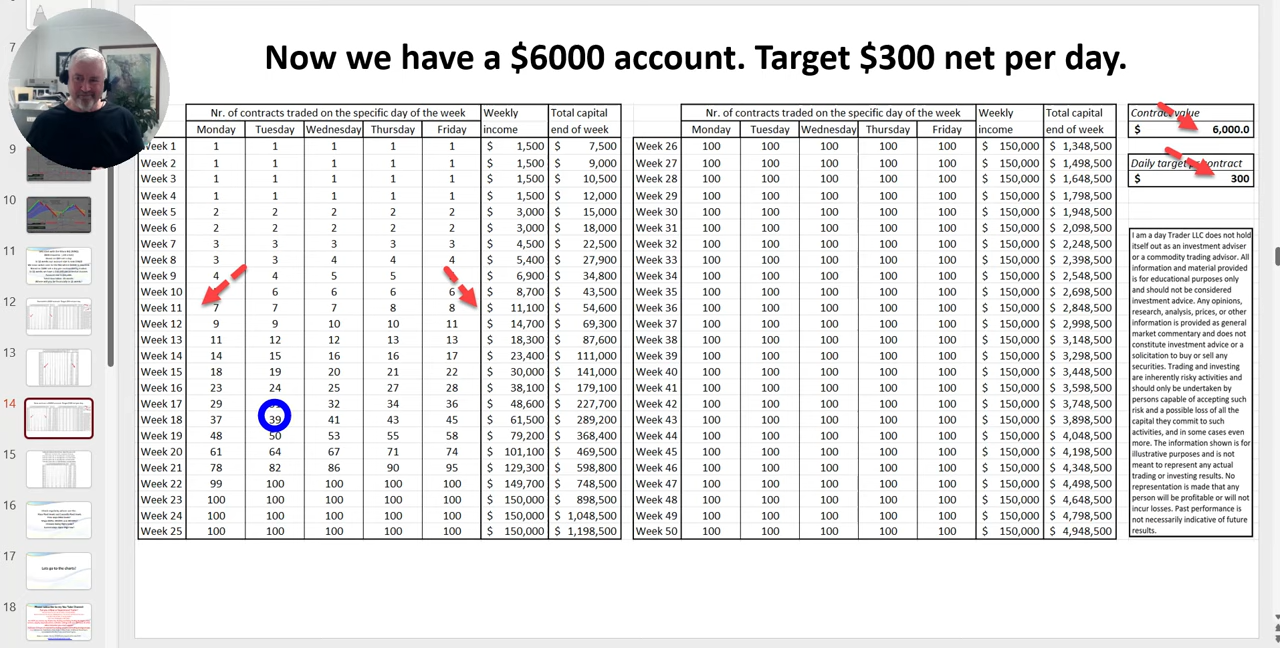 Now we have a $6000 account. Target $300 net per day.
Nr. of contracts traded on the specific day of the week Weekly Total capital
Monday Tuesday Wednesday Thursday Friday income end of week
Week 1 1 1 1 1 1 $ 1,500 $ 7,500
Week 2 1 1 1 1 1 $ 1,500 $ 9,000
Week 3 1 1 1 1 1 $ 1,500 $ 10,500
Week 4 1 1 1 1 1 $ 1,500 $ 12,000
Week 5 2 2 2 2 2 $ 3,000 $ 15,000
Week 6 2 2 2 2 2 $ 3,000 $ 18,000
Week 7 3 3 3 3 3 $ 4,500 $ 22,500
Week 8 3 3 4 4 4 $ 5,400 $ 27,900
Week 9 4 5 $ 6,900 $ 34,800
Week 10 6 6 6 6 $ 8,700 $ 43,500
Week 11 7 7 7 8 8 $ 11,100 $ 54,600
Week 12 9 9 10 10 11 $ 14,700 $ 69,300
Week 13 11 12 12 13 13 $ 18,300 $ 87,600
Week 14 14 15 16 16 17 $ 23,400 $ 111,000
Week 15 18 19 20 21 22 $ 30,000 $ 141,000
Week 16 23 24 25 27 28 $ 38,100 $ 179,100
Week 17 29 32 34 36 $ 48,600 $ 227,700
Week 18 37 39 41 43 45 $ 61,500 $ 289,200
Week 19 48 50 53 55 58 $ 79,200 $ 368,400
Week 20 61 64 67 71 74 $ 101,100 $ 469,500
Week 21 78 82 86 90 95 $ 129,300 $ 598,800
Week 22 99 100 100 100 100 $ 149,700 $ 748,500
Week 23 100 100 100 100 100 $ 150,000 $ 898,500
Week 24 100 100 100 100 100 $ 150,000 $ 1,048,500
Week 25 100 100 100 100 100 $ 150,000 $ 1,198,500
Nr. of contracts traded on the specific day of the week Weekly Total capital
Monday Tuesday Wednesday Thursday Friday income end of week
Week 26 100 100 100 100 100 $ 150,000 $ 1,348,500
Week 27 100 100 100 100 100 $ 150,000 $ 1,498,500
Week 28 100 100 100 100 100 $ 150,000 $ 1,648,500
Week 29 100 100 100 100 100 $ 150,000 $ 1,798,500
Week 30 100 100 100 100 100 $ 150,000 $ 1,948,500
Week 31 100 100 100 100 100 $ 150,000 $ 2,098,500
Week 32 100 100 100 100 100 $ 150,000 $ 2,248,500
Week 33 100 100 100 100 100 $ 150,000 $ 2,398,500
Week 34 100 100 100 100 100 $ 150,000 $ 2,548,500
Week 35 100 100 100 100 100 $ 150,000 $ 2,698,500
Week 36 100 100 100 100 100 $ 150,000 $ 2,848,500
Week 37 100 100 100 100 100 $ 150,000 $ 2,998,500
Week 38 100 100 100 100 100 $ 150,000 $ 3,148,500
Week 39 100 100 100 100 100 $ 150,000 $ 3,298,500
Week 40 100 100 100 100 100 $ 150,000 $ 3,448,500
Week 41 100 100 100 100 100 $ 150,000 $ 3,598,500
Week 42 100 100 100 100 100 $ 150,000 $ 3,748,500
Week 43 100 100 100 100 100 $ 150,000 $ 3,898,500
Week 44 100 100 100 100 100 $ 150,000 $ 4,048,500
Week 45 100 100 100 100 100 $ 150,000 $ 4,198,500
Week 46 100 100 100 100 100 $ 150,000 $ 4,348,500
Week 47 100 100 100 100 100 $ 150,000 $ 4,498,500
Week 48 100 100 100 100 100 $ 150,000 $ 4,648,500
Week 49 100 100 100 100 100 $ 150,000 $ 4,798,500
Week 50 100 100 100 100 100 $ 150,000 $ 4,948,500
Contract value
$ 6,000.0
Daily target contract
$ 300
I am a day Trader LLC does not hold
itself out as an investment adviser
or a commodity trading advisor. All
information and material provided
is for educational purposes only
and should not be considered
investment advice. Any opinions,
research, analysis, prices, or other
information is provided as general
market commentary and does not
constitute investment advice or a
solicitation to buy or sell any
securities. Trading and investing
are inherently risky activities and
should only be undertaken by
persons capable of accepting such
risk and a possible loss of all the
capital they commit to such
activities, and in some cases even
more. The information shown is for
illustrative purposes and is not
meant to represent any actual
trading or investing results. No
representation is made that any
person will be profitable or will not
incur losses. Past performance is
not necessarily indicative of future
results.
7
9
10
11
12
13
14
15
16
17
Lets go to the charts!
18